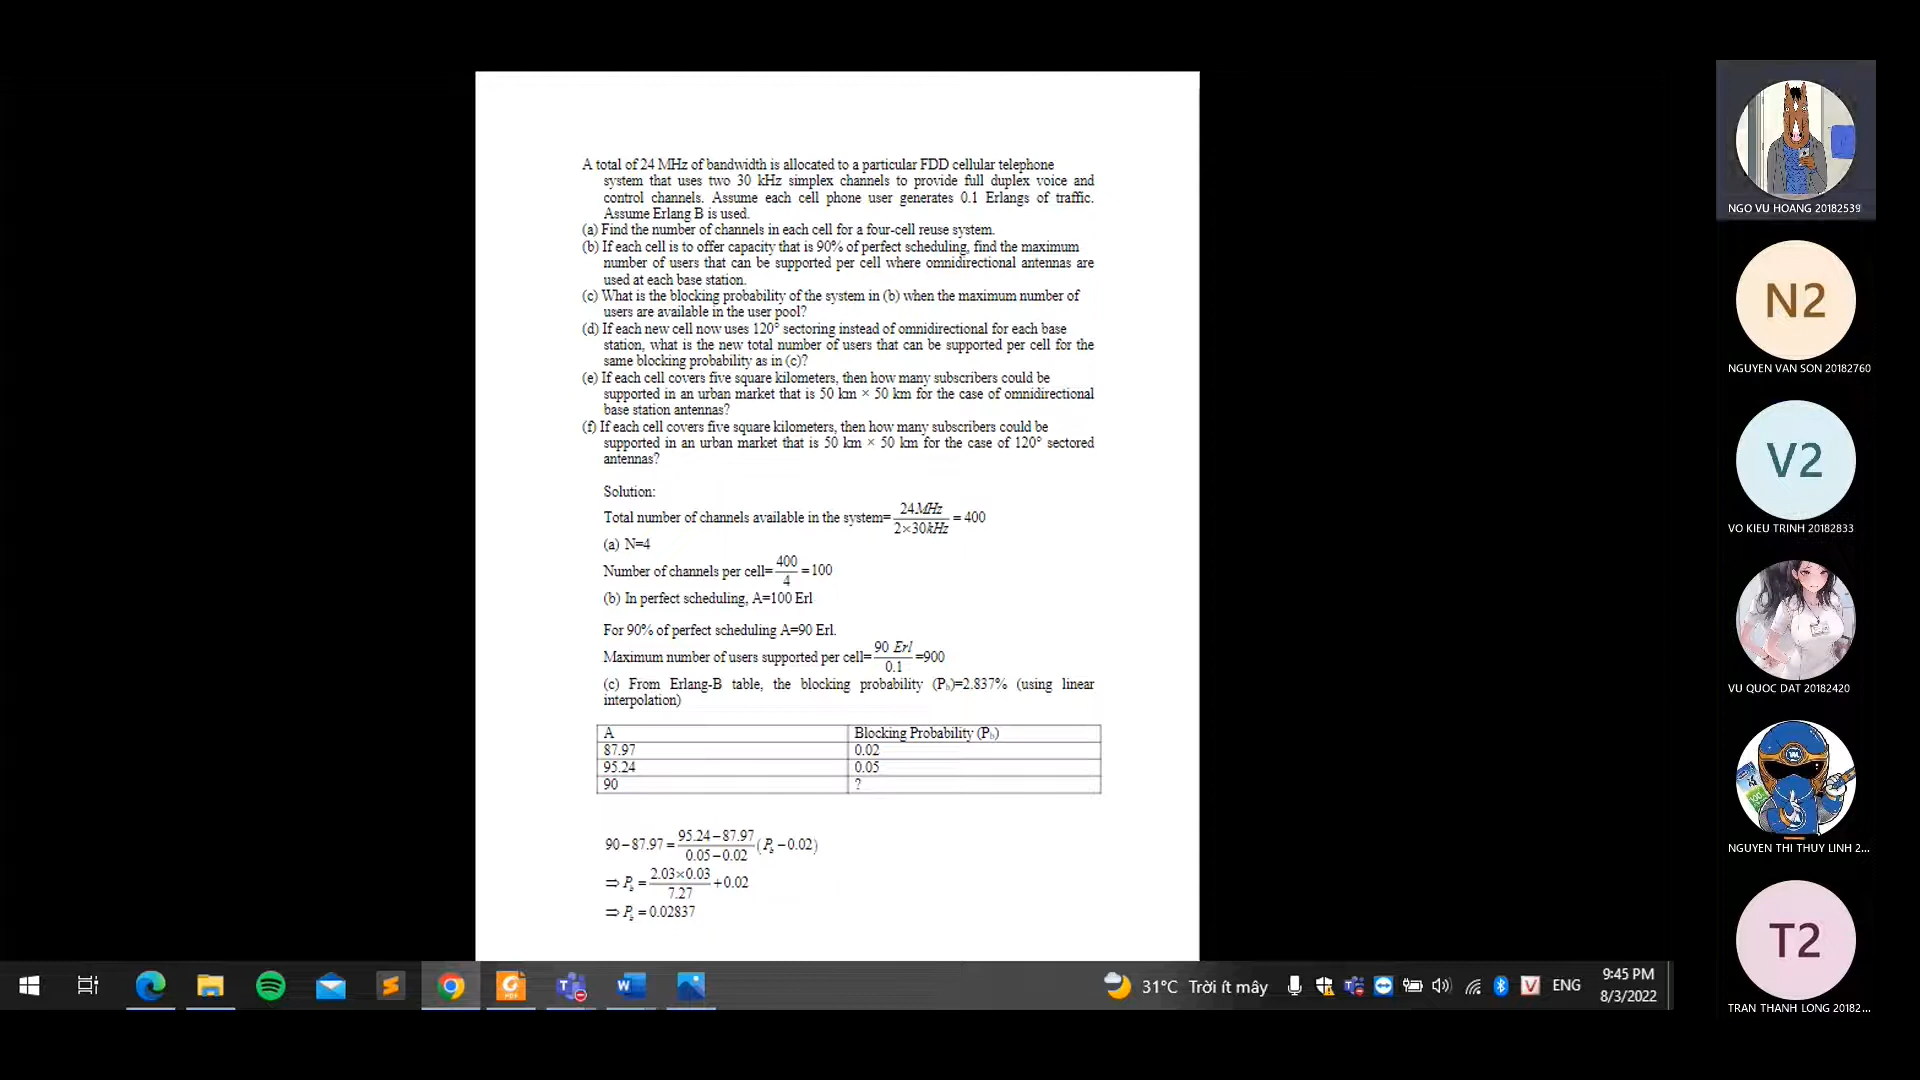 A total of 24 MHz of bandwidth is allocated to a particular FDD cellular telephone
system that uses two 30 kHz simplex channels to provide full duplex voice and
control channels. Assume each cell phone user generates 0.1 Erlangs of traffic.
Assume Erlang B is used.
(a) Find the number of channels in each cell for a four-cell reuse system.
(b) If each cell is to offer capacity that is 90% of perfect scheduling, find the maximum
number of users that can be supported per cell where omnidirectional antennas are
used at each base station.
(c) What is the blocking probability of the system in (b) when the maximum number of
users are available in the user pool?
(d) If each new cell now uses 120° sectoring instead of omnidirectional for each base
station, what is the new total number of users that can be supported per cell for the
same blocking probability as in (c)?
(e) If each cell covers five square kilometers, then how many subscribers could be
supported in an urban market that is 50 km × 50 km for the case of omnidirectional
base station antennas?
(f) If each cell covers five square kilometers, then how many subscribers could be
supported in an urban market that is 50 km × 50 km for the case of 120° sectored
antennas?
Solution:
Total number of channels available in the system= 24MHz / 2×30kHz = 400
(a) N=4
Number of channels per cell= 400 / 4 = 100
(b) In perfect scheduling, A=100 Erl
For 90% of perfect scheduling A=90 Erl.
Maximum number of users supported per cell= 90 Erl / 0.1 =900
(c) From Erlang-B table, the blocking probability (Pb)=2.837% (using linear
interpolation)
A Blocking Probability (Pb)
87.97 0.02
95.24 0.05
90 ?
90−87.97 = 95.24−87.97 / 0.05−0.02 (Pb −0.02)
⇒ Pb = 2.03×0.03 / 7.27 +0.02
⇒ Pb = 0.02837
NGO VU HOANG 20182539
N2
NGUYEN VAN SON 20182760
V2
VO KIEU TRINH 20182833
VU QUOC DAT 20182420
NGUYEN THI THUY LINH 2...
T2
TRAN THANH LONG 20182...
31°C Trời ít mây
ENG
9:45 PM
8/3/2022